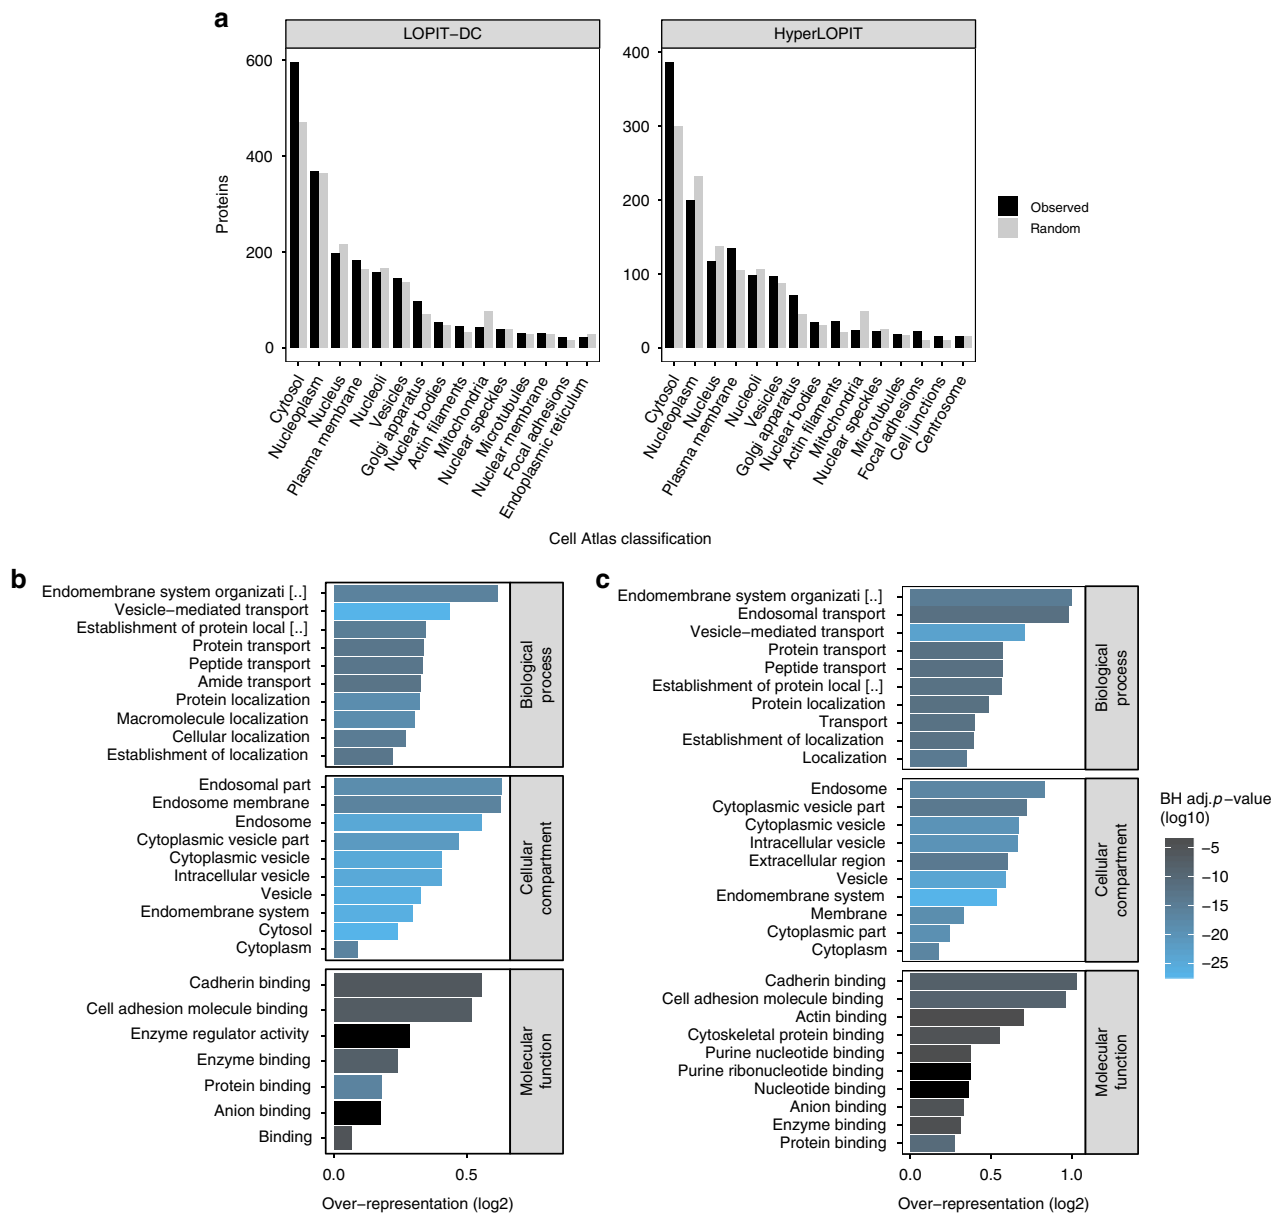 a
LOPIT−DC
HyperLOPIT
Proteins
600
400
200
0
400
300
200
100
0
Observed
Random
Cytosol
Nucleoplasm
Nucleus
Plasma membrane
Nucleoli
Vesicles
Golgi apparatus
Nuclear bodies
Actin filaments
Mitochondria
Nuclear speckles
Microtubules
Nuclear membrane
Focal adhesions
Endoplasmic reticulum
Cytosol
Nucleoplasm
Nucleus
Plasma membrane
Nucleoli
Vesicles
Golgi apparatus
Nuclear bodies
Actin filaments
Mitochondria
Nuclear speckles
Microtubules
Focal adhesions
Cell junctions
Centrosome
Cell Atlas classification
b
Endomembrane system organizati [..]
Vesicle−mediated transport
Establishment of protein local [..]
Protein transport
Peptide transport
Amide transport
Protein localization
Macromolecule localization
Cellular localization
Establishment of localization
Biological
process
Endosomal part
Endosome membrane
Endosome
Cytoplasmic vesicle part
Cytoplasmic vesicle
Intracellular vesicle
Vesicle
Endomembrane system
Cytosol
Cytoplasm
Cellular
compartment
Cadherin binding
Cell adhesion molecule binding
Enzyme regulator activity
Enzyme binding
Protein binding
Anion binding
Binding
Molecular
function
0.0
0.5
Over−representation (log2)
c
Endomembrane system organizati [..]
Endosomal transport
Vesicle−mediated transport
Protein transport
Peptide transport
Establishment of protein local [..]
Protein localization
Transport
Establishment of localization
Localization
Biological
process
Endosome
Cytoplasmic vesicle part
Cytoplasmic vesicle
Intracellular vesicle
Extracellular region
Vesicle
Endomembrane system
Membrane
Cytoplasmic part
Cytoplasm
Cellular
compartment
Cadherin binding
Cell adhesion molecule binding
Actin binding
Cytoskeletal protein binding
Purine nucleotide binding
Purine ribonucleotide binding
Nucleotide binding
Anion binding
Enzyme binding
Protein binding
Molecular
function
0.0
0.5
1.0
Over−representation (log2)
BH adj.p−value
(log10)
−5
−10
−15
−20
−25